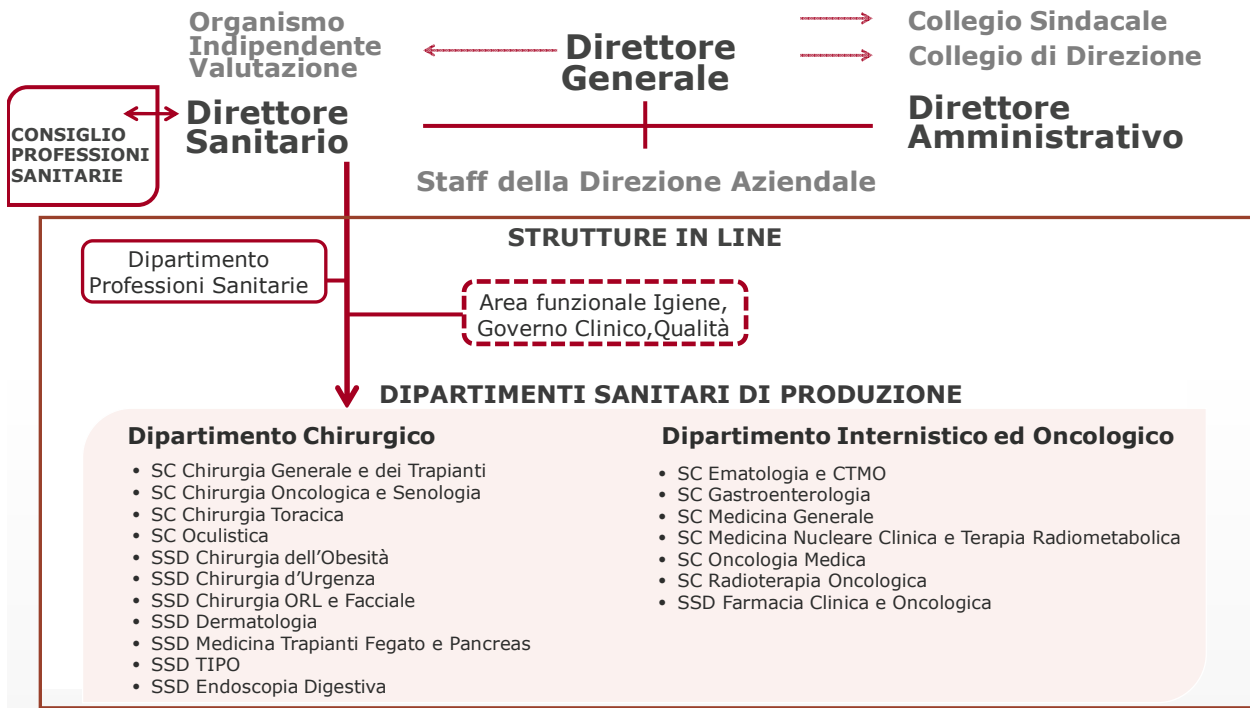 Organismo
Indipendente
Valutazione
Direttore
Generale
Collegio Sindacale
Collegio di Direzione
CONSIGLIO
PROFESSIONI
SANITARIE
Direttore
Sanitario
Direttore
Amministrativo
Staff della Direzione Aziendale
STRUTTURE IN LINE
Dipartimento
Professioni Sanitarie
Area funzionale Igiene,
Governo Clinico,Qualità
DIPARTIMENTI SANITARI DI PRODUZIONE
Dipartimento Chirurgico
• SC Chirurgia Generale e dei Trapianti
• SC Chirurgia Oncologica e Senologia
• SC Chirurgia Toracica
• SC Oculistica
• SSD Chirurgia dell’Obesità
• SSD Chirurgia d’Urgenza
• SSD Chirurgia ORL e Facciale
• SSD Dermatologia
• SSD Medicina Trapianti Fegato e Pancreas
• SSD TIPO
• SSD Endoscopia Digestiva
Dipartimento Internistico ed Oncologico
• SC Ematologia e CTMO
• SC Gastroenterologia
• SC Medicina Generale
• SC Medicina Nucleare Clinica e Terapia Radiometabolica
• SC Oncologia Medica
• SC Radioterapia Oncologica
• SSD Farmacia Clinica e Oncologica